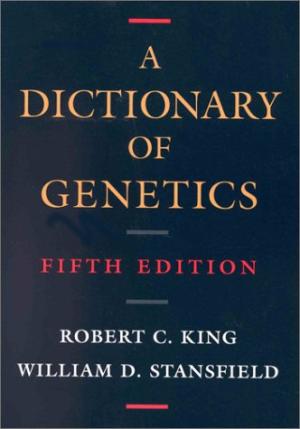 A
DICTIONARY
OF
GENETICS
FIFTH EDITION
ROBERT C. KING
WILLIAM D. STANSFIELD